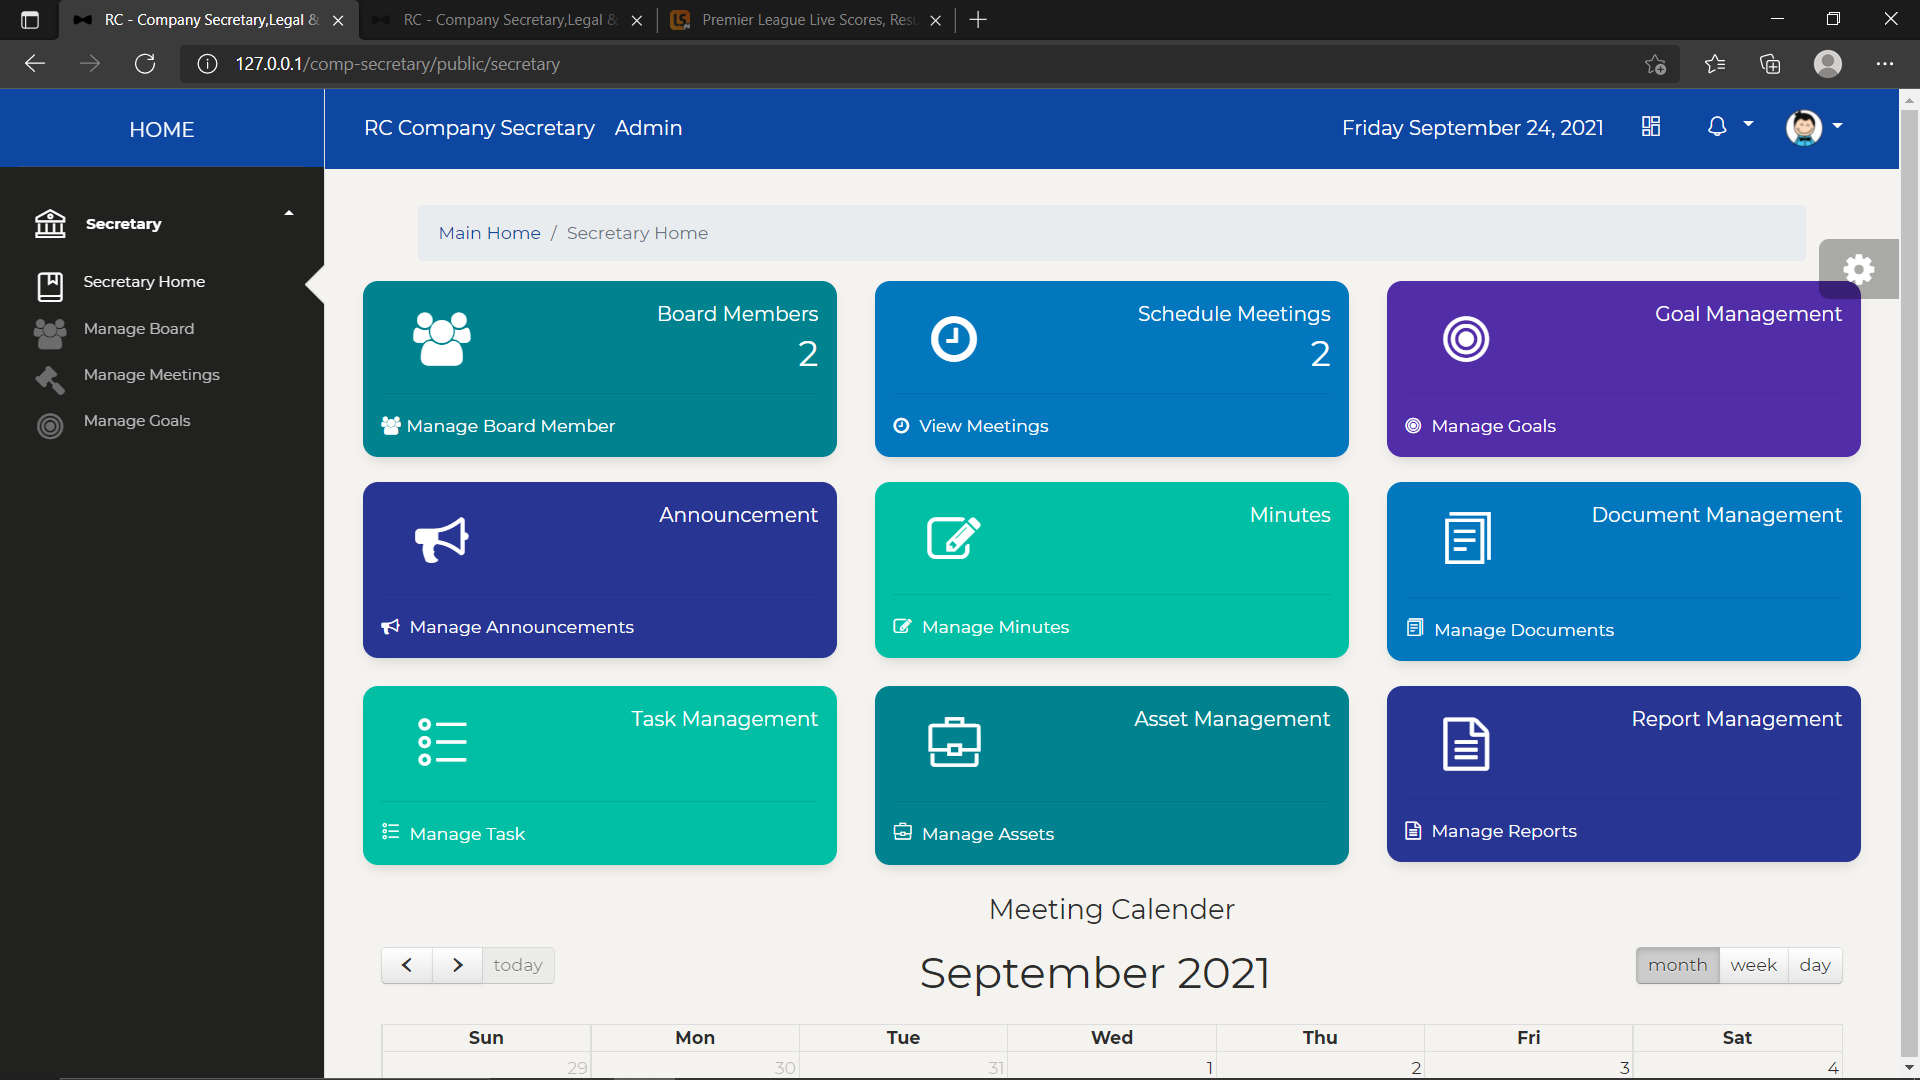 RC - Company Secretary,Legal &
RC - Company Secretary,Legal &
LS Premier League Live Scores, Resu
127.0.0.1/comp-secretary/public/secretary
HOME
RC Company Secretary Admin
Friday September 24, 2021
Secretary
Secretary Home
Manage Board
Manage Meetings
Manage Goals
Main Home / Secretary Home
Board Members
2
Manage Board Member
Schedule Meetings
2
View Meetings
Goal Management
Manage Goals
Announcement
Manage Announcements
Minutes
Manage Minutes
Document Management
Manage Documents
Task Management
Manage Task
Asset Management
Manage Assets
Report Management
Manage Reports
Meeting Calender
today
September 2021
month week day
Sun Mon Tue Wed Thu Fri Sat
29 30 31 1 2 3 4